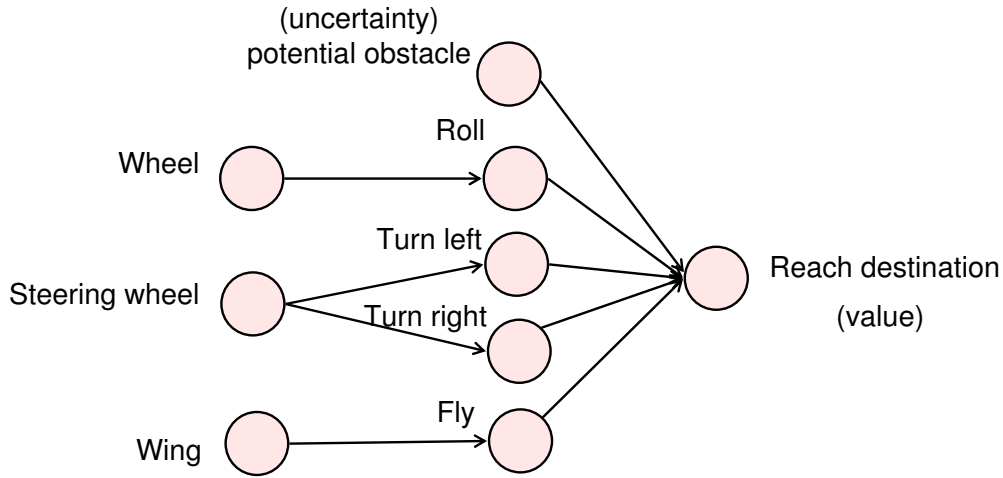 (uncertainty)
potential obstacle
Roll
Wheel
Turn left
Steering wheel
Turn right
Reach destination
(value)
Fly
Wing